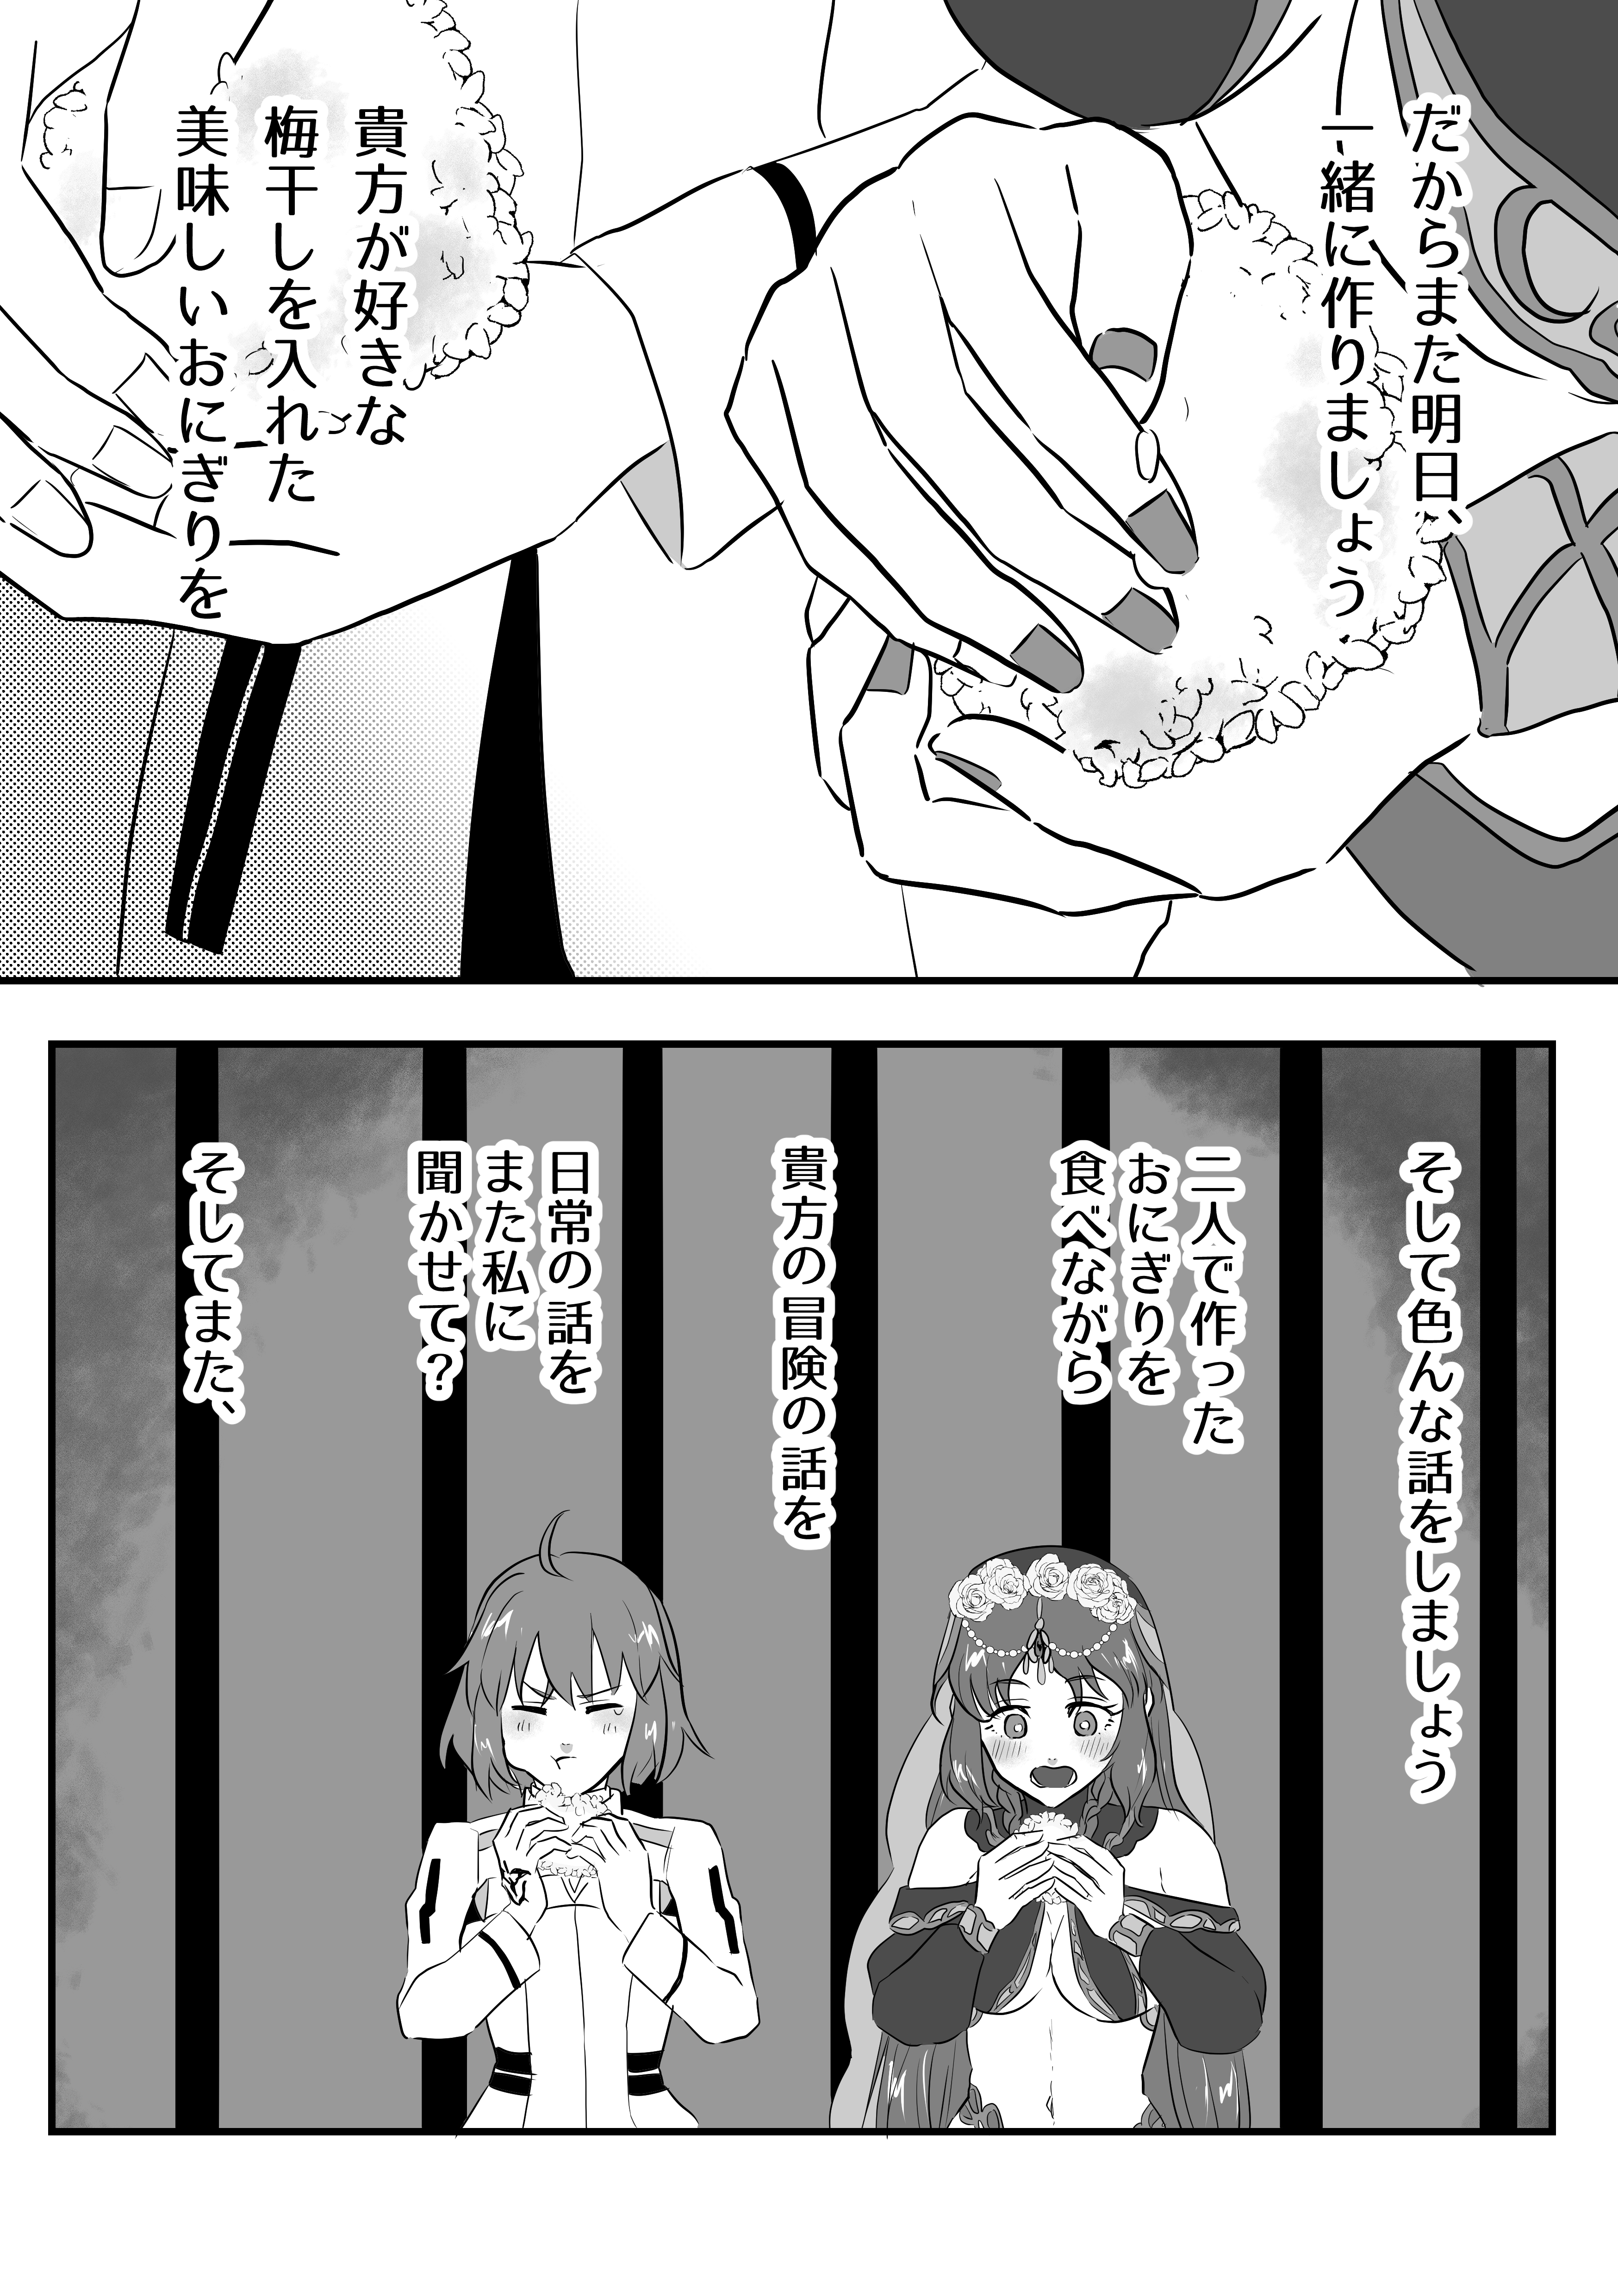 だからまた明日、
一緒に作りましょう
貴方が好きな
梅干しを入れた
美味しいおにぎりを
そして色んな話をしましょう
二人で作った
おにぎりを
食べながら
貴方の冒険の話を
日常の話を
また私に
聞かせて？
そしてまた、